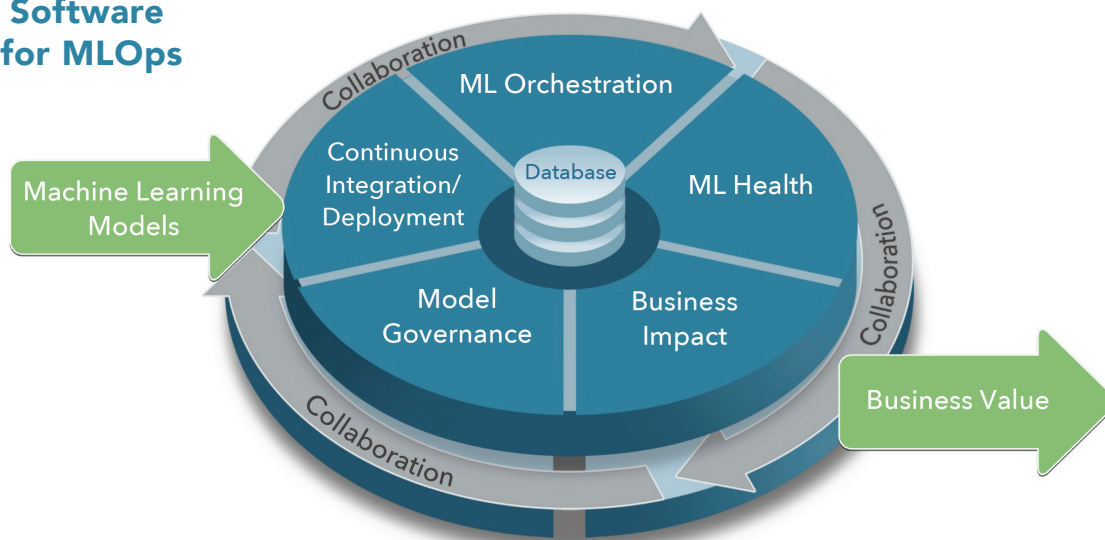 Software
for MLOps
Collaboration
ML Orchestration
Continuous
Integration/
Deployment
Database
ML Health
Machine Learning
Models
Collaboration
Model
Governance
Business
Impact
Business Value
Collaboration